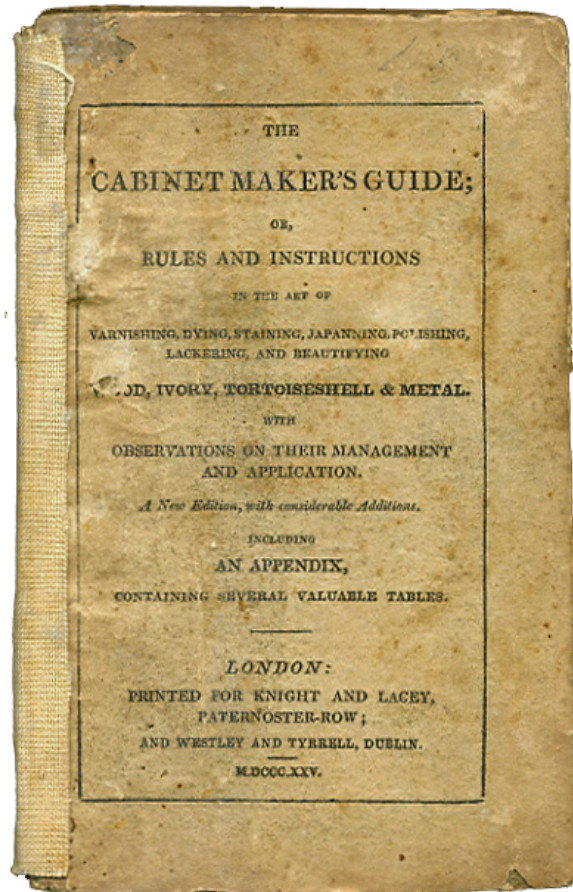 THE
CABINET MAKER'S GUIDE;
OR,
RULES AND INSTRUCTIONS
IN THE ART OF
VARNISHING, DYING, STAINING, JAPANNING, POLISHING,
LACKERING, AND BEAUTIFYING
IVORY, TORTOISESHELL & METAL.
WITH
OBSERVATIONS ON THEIR MANAGEMENT
AND APPLICATION.
A New Edition, with considerable Additions.
INCLUDING
AN APPENDIX,
CONTAINING SEVERAL VALUABLE TABLES.
LONDON:
PRINTED FOR KNIGHT AND LACEY,
PATERNOSTER-ROW;
AND WESTLEY AND TYRRELL, DUBLIN.
M.DCCC.XXV.